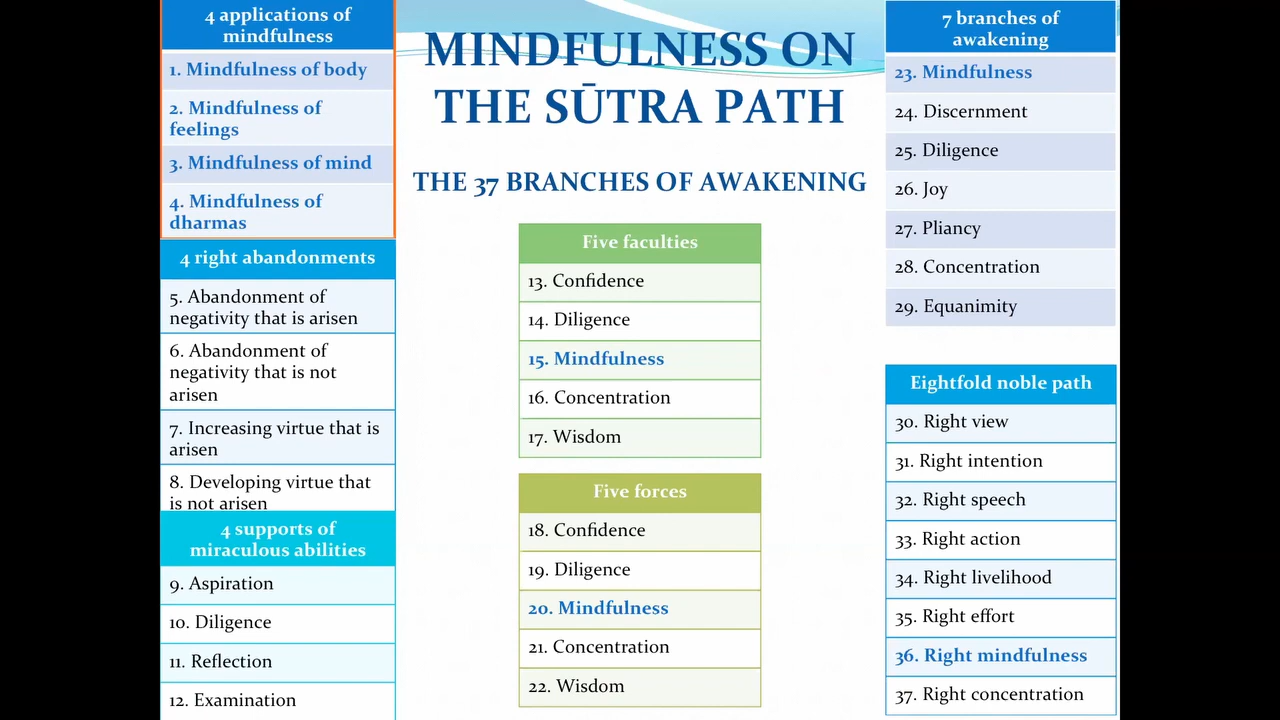 4 applications of
mindfulness
1. Mindfulness of body
2. Mindfulness of
feelings
3. Mindfulness of mind
4. Mindfulness of
dharmas
4 right abandonments
5. Abandonment of
negativity that is arisen
6. Abandonment of
negativity that is not
arisen
7. Increasing virtue that is
arisen
8. Developing virtue that
is not arisen
4 supports of
miraculous abilities
9. Aspiration
10. Diligence
11. Reflection
12. Examination
MINDFULNESS ON
THE SŪTRA PATH
THE 37 BRANCHES OF AWAKENING
Five faculties
13. Confidence
14. Diligence
15. Mindfulness
16. Concentration
17. Wisdom
Five forces
18. Confidence
19. Diligence
20. Mindfulness
21. Concentration
22. Wisdom
7 branches of
awakening
23. Mindfulness
24. Discernment
25. Diligence
26. Joy
27. Pliancy
28. Concentration
29. Equanimity
Eightfold noble path
30. Right view
31. Right intention
32. Right speech
33. Right action
34. Right livelihood
35. Right effort
36. Right mindfulness
37. Right concentration